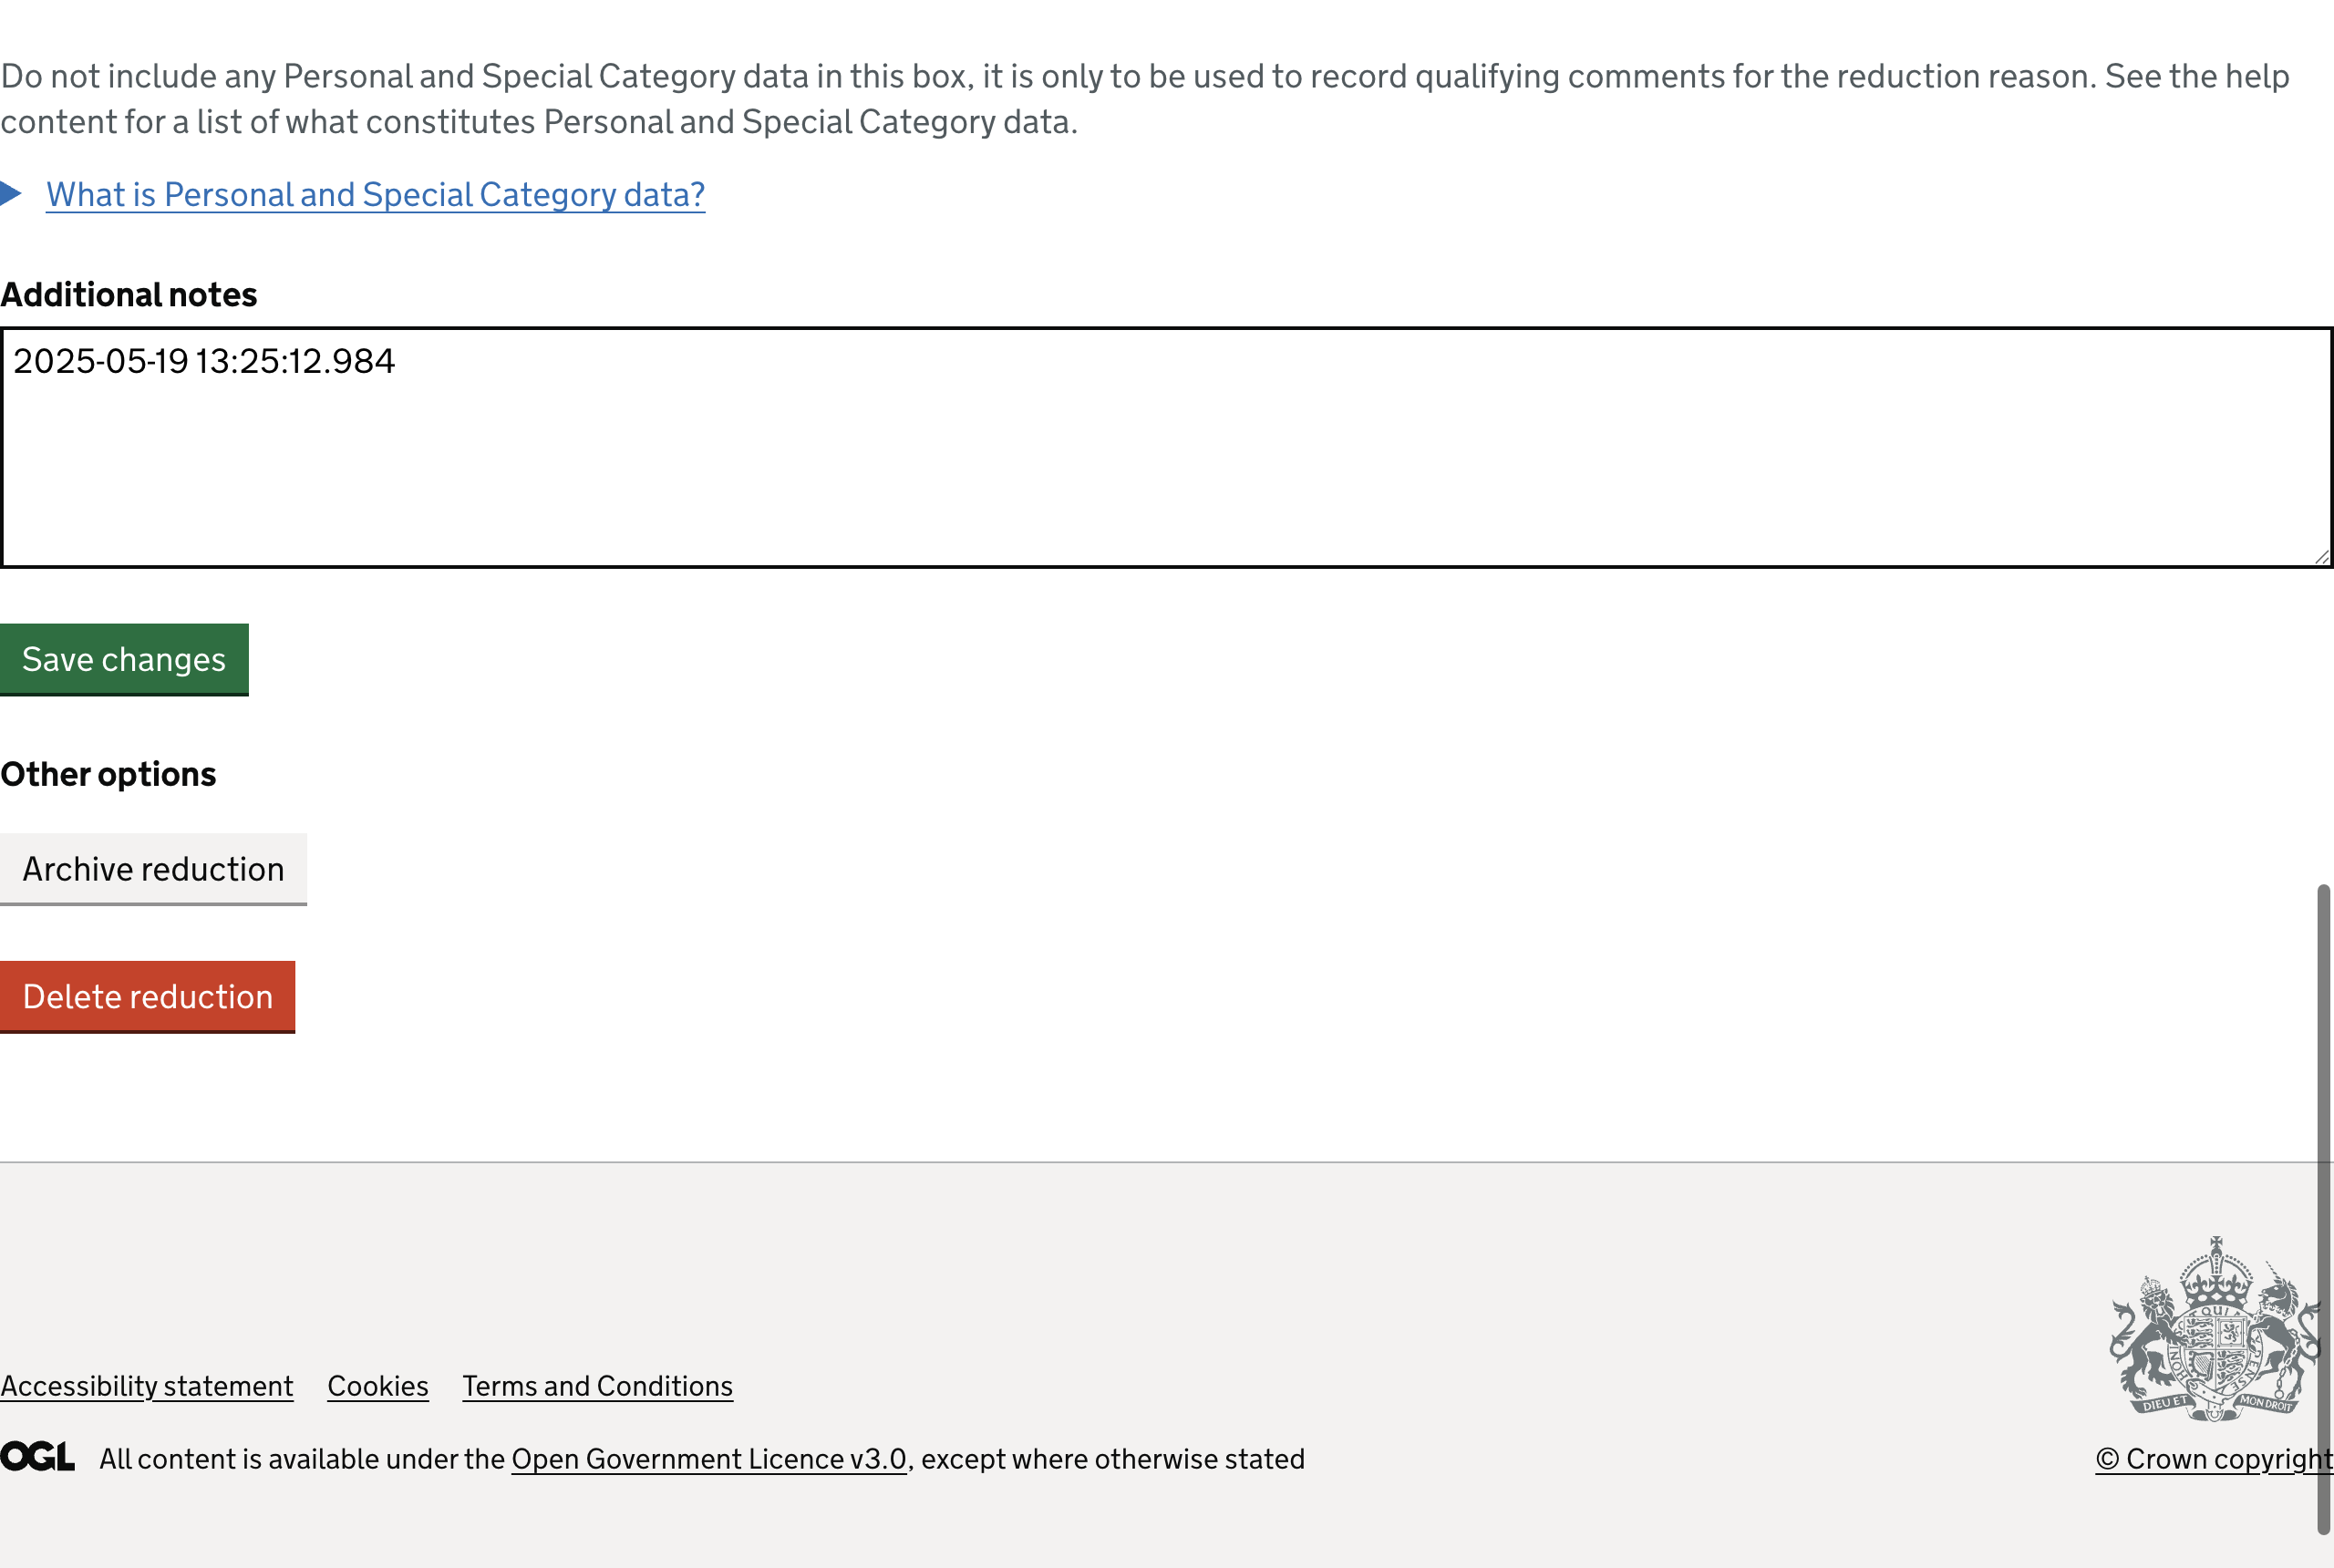 Do not include any Personal and Special Category data in this box, it is only to be used to record qualifying comments for the reduction reason. See the help
content for a list of what constitutes Personal and Special Category data.
What is Personal and Special Category data?
Additional notes
2025-05-19 13:25:12.984
Save changes
Other options
Archive reduction
Delete reduction
DIEU ET MON DROIT
Accessibility statement Cookies Terms and Conditions
OGL All content is available under the Open Government Licence v3.0, except where otherwise stated
© Crown copyright